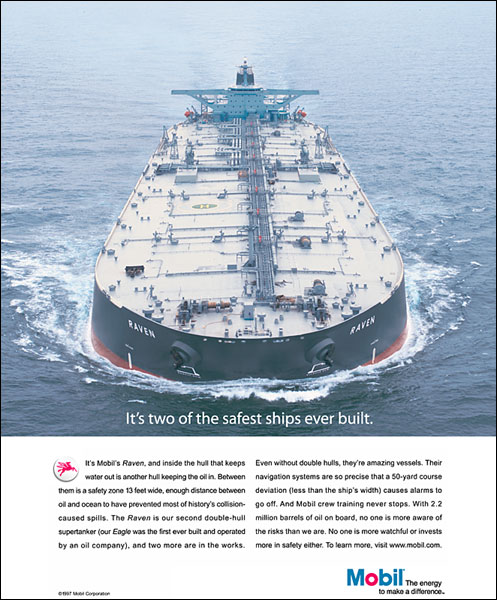 RAVEN
RAVEN
It's two of the safest ships ever built.
It's Mobil's Raven, and inside the hull that keeps
water out is another hull keeping the oil in. Between
them is a safety zone 13 feet wide, enough distance between
oil and ocean to have prevented most of history's collision-
caused spills. The Raven is our second double-hull
supertanker (our Eagle was the first ever built and operated
by an oil company), and two more are in the works.
Even without double hulls, they're amazing vessels. Their
navigation systems are so precise that a 50-yard course
deviation (less than the ship's width) causes alarms to
go off. And Mobil crew training never stops. With 2.2
million barrels of oil on board, no one is more aware of
the risks than we are. No one is more watchful or invests
more in safety either. To learn more, visit www.mobil.com.
Mobil The energy
to make a difference.
©1997 Mobil Corporation